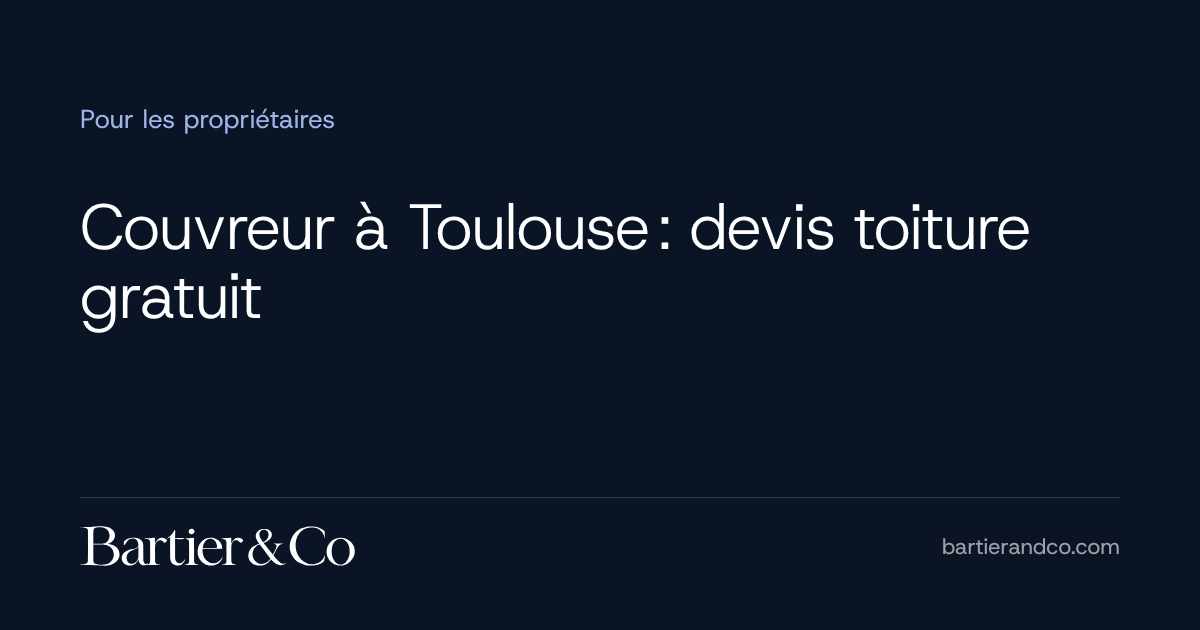 Pour les propriétaires
Couvreur à Toulouse : devis toiture
gratuit
Bartier & Co
bartierandco.com